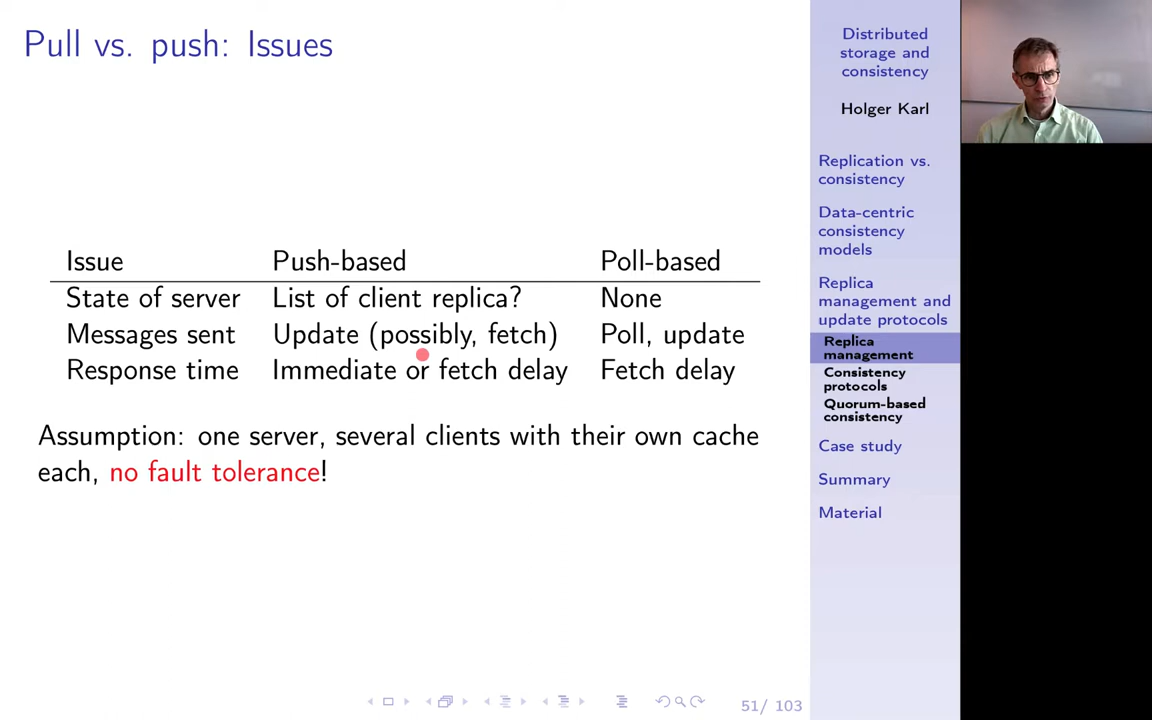 Pull vs. push: Issues
Issue Push-based Poll-based
State of server List of client replica? None
Messages sent Update (possibly, fetch) Poll, update
Response time Immediate or fetch delay Fetch delay
Assumption: one server, several clients with their own cache
each, no fault tolerance!
51/ 103
Distributed
storage and
consistency
Holger Karl
Replication vs.
consistency
Data-centric
consistency
models
Replica
management and
update protocols
Replica
management
Consistency
protocols
Quorum-based
consistency
Case study
Summary
Material